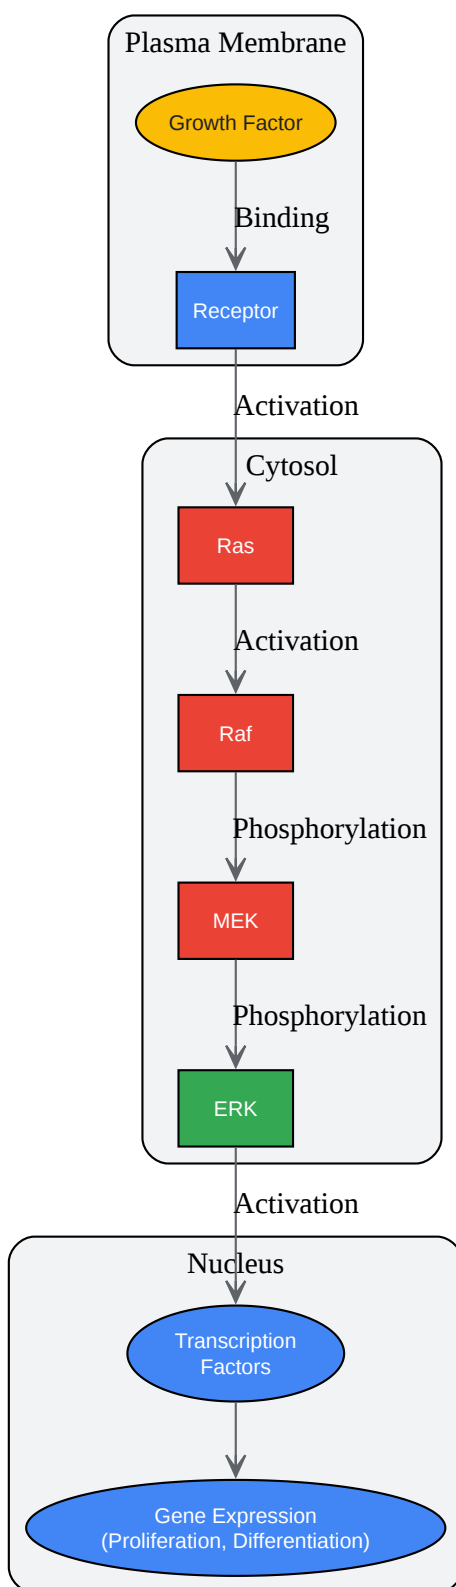 Plasma Membrane
Growth Factor
Binding
Receptor
Activation
Cytosol
Ras
Activation
Raf
Phosphorylation
MEK
Phosphorylation
ERK
Activation
Nucleus
Transcription
Factors
Gene Expression
(Proliferation, Differentiation)